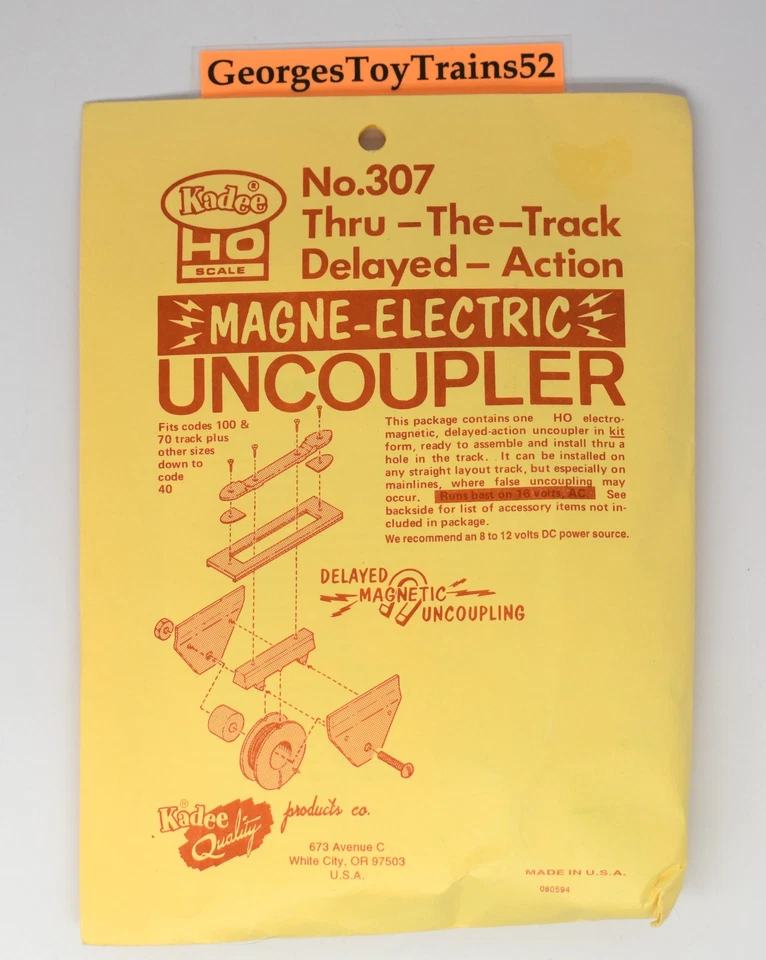 GeorgesToyTrains52
Kadee®
HO
SCALE
No.307
Thru – The – Track
Delayed – Action
MAGNE-ELECTRIC
UNCOUPLER
Fits codes 100 &
70 track plus
other sizes
down to
code
40
This package contains one HO electro-
magnetic, delayed-action uncoupler in kit
form, ready to assemble and install thru a
hole in the track. It can be installed on
any straight layout track, but especially on
mainlines, where false uncoupling may
occur. Runs best on 16 volts, AC. See
backside for list of accessory items not in-
cluded in package.
We recommend an 8 to 12 volts DC power source.
DELAYED
MAGNETIC
UNCOUPLING
Kadee®
Quality
products co.
673 Avenue C
White City, OR 97503
U.S.A.
MADE IN U.S.A.
080594